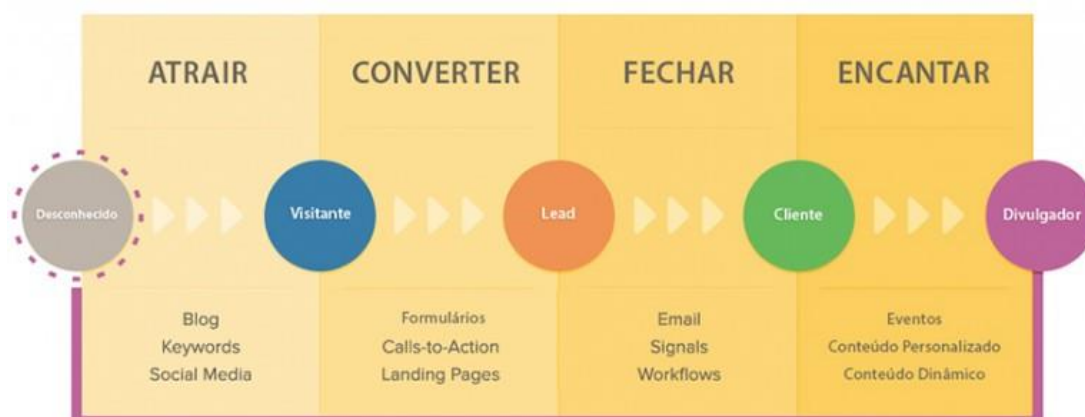 ATRAIR
CONVERTER
FECHAR
ENCANTAR
Desconhecido
Visitante
Lead
Cliente
Divulgador
Blog
Keywords
Social Media
Formulários
Calls-to-Action
Landing Pages
Email
Signals
Workflows
Eventos
Conteúdo Personalizado
Conteúdo Dinâmico